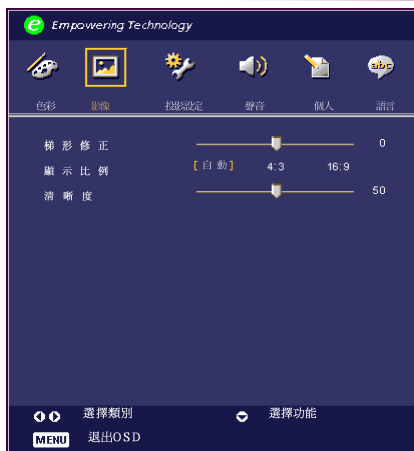 e Empowering Technology
abc
色彩 影像 投影設定 聲音 個人 語言
梯形修正 0
顯示比例 [自動] 4:3 16:9
清晰度 50
選擇類別 選擇功能
MENU 退出OSD